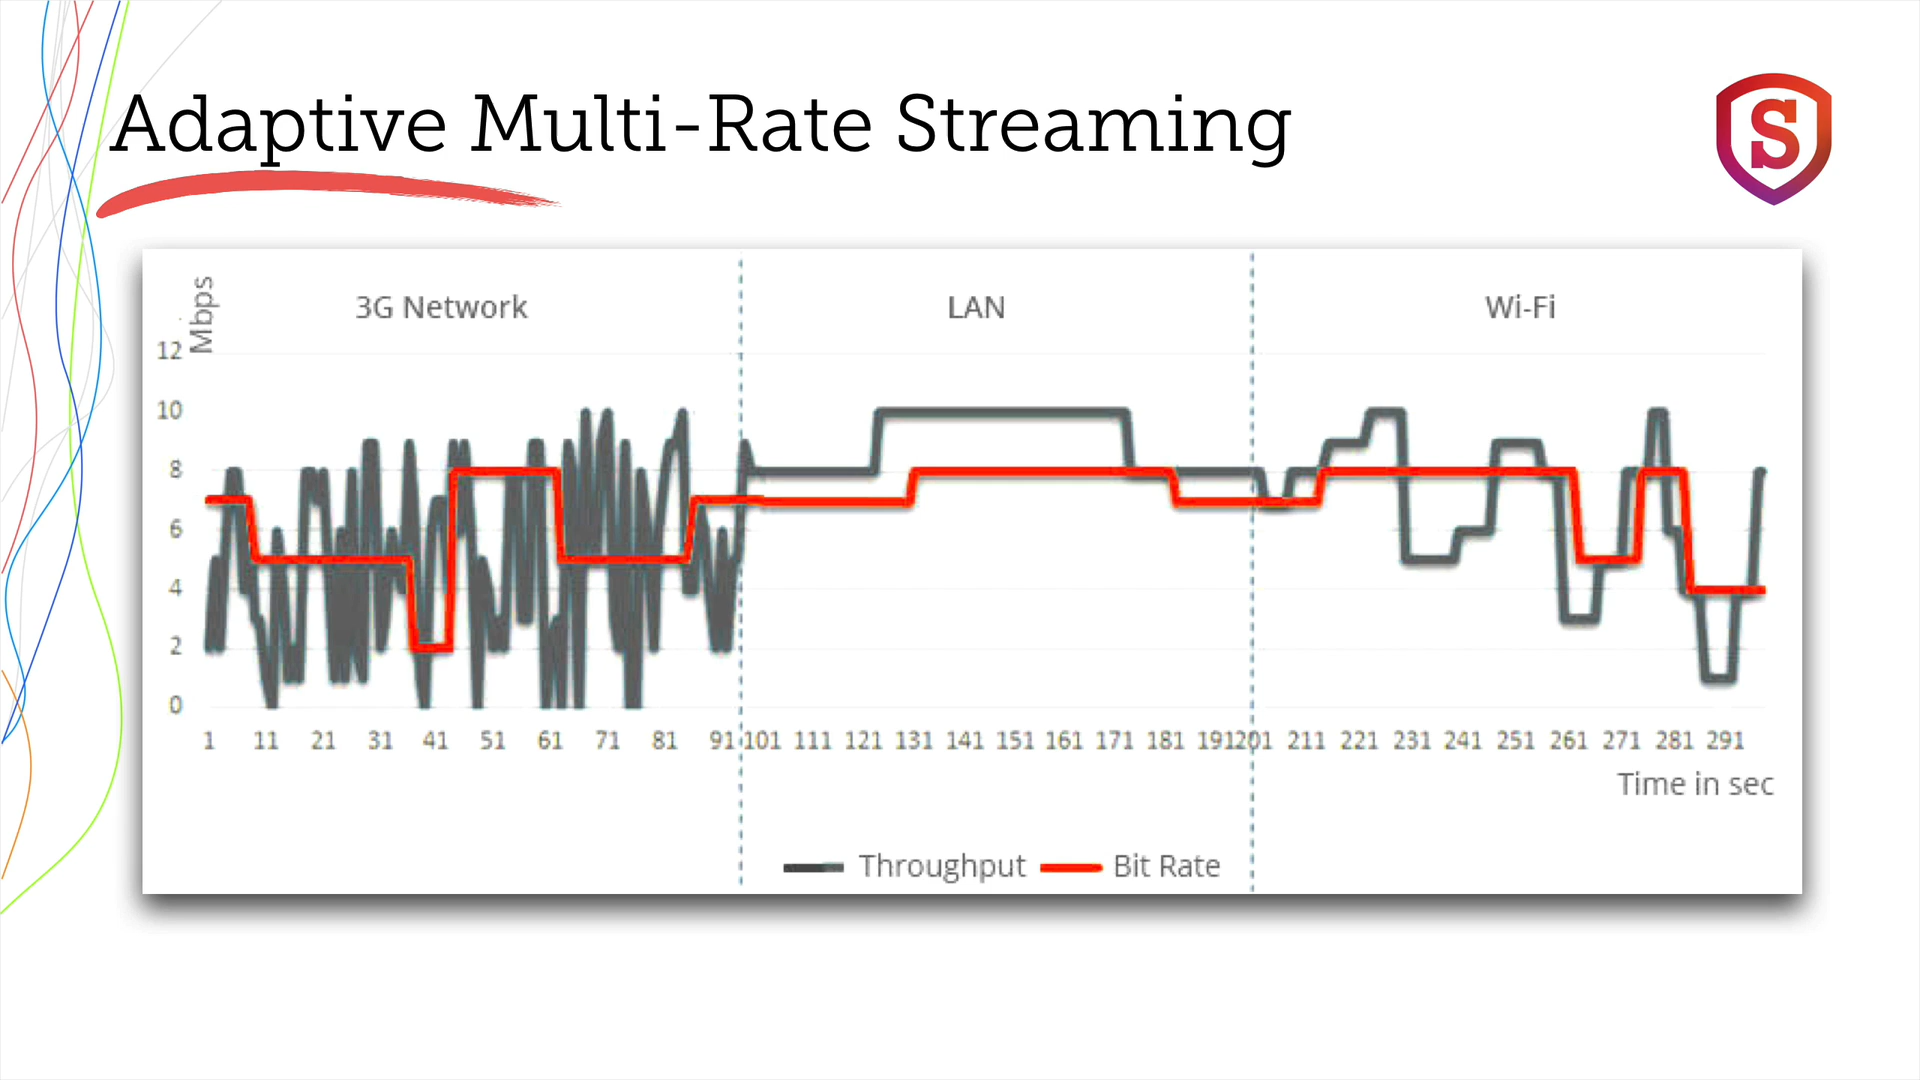 Adaptive Multi-Rate Streaming
S
Mbps
3G Network
LAN
Wi-Fi
12
10
8
6
4
2
0
1 11 21 31 41 51 61 71 81 91 101 111 121 131 141 151 161 171 181 191 201 211 221 231 241 251 261 271 281 291
Time in sec
Throughput Bit Rate